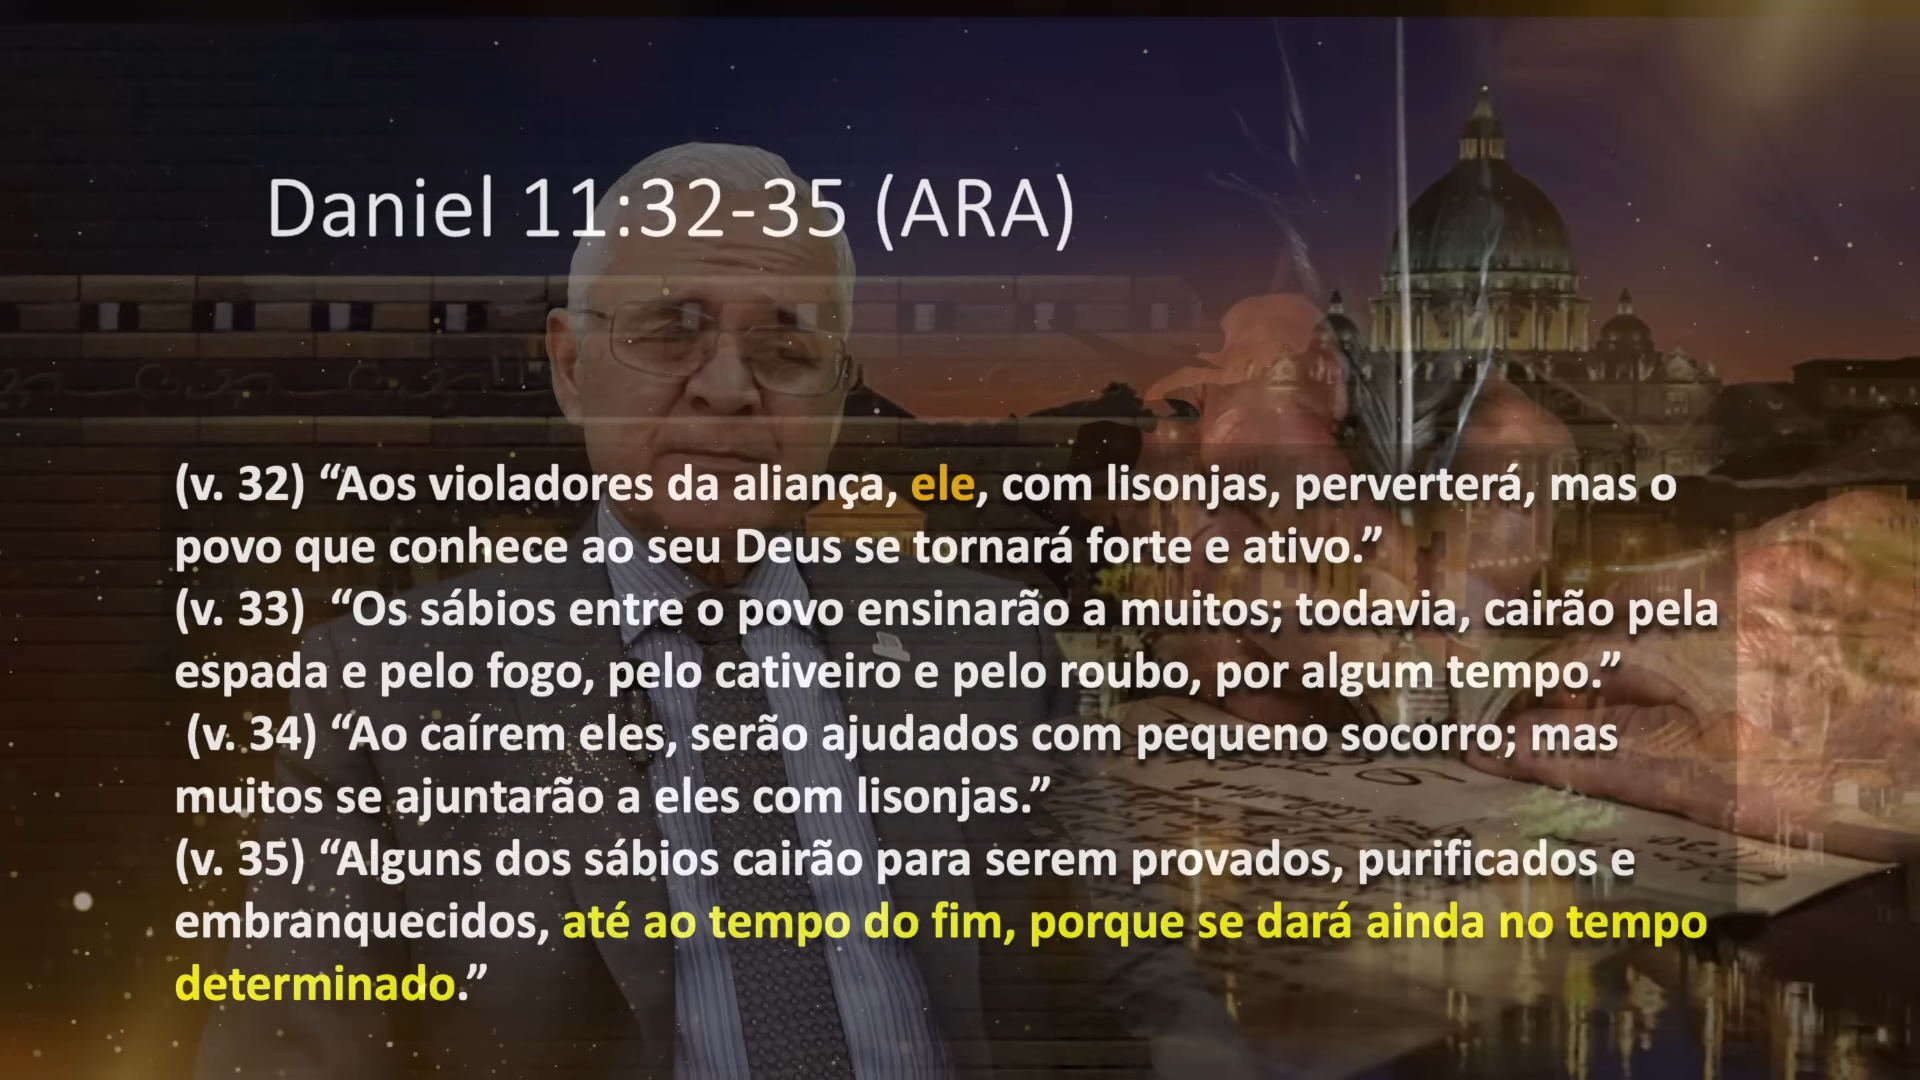 Daniel 11:32-35 (ARA)
(v. 32) “Aos violadores da aliança, ele, com lisonjas, perverterá, mas o
povo que conhece ao seu Deus se tornará forte e ativo.”
(v. 33)  “Os sábios entre o povo ensinarão a muitos; todavia, cairão pela
espada e pelo fogo, pelo cativeiro e pelo roubo, por algum tempo.”
(v. 34) “Ao caírem eles, serão ajudados com pequeno socorro; mas
muitos se ajuntarão a eles com lisonjas.”
(v. 35) “Alguns dos sábios cairão para serem provados, purificados e
embranquecidos, até ao tempo do fim, porque se dará ainda no tempo
determinado.”